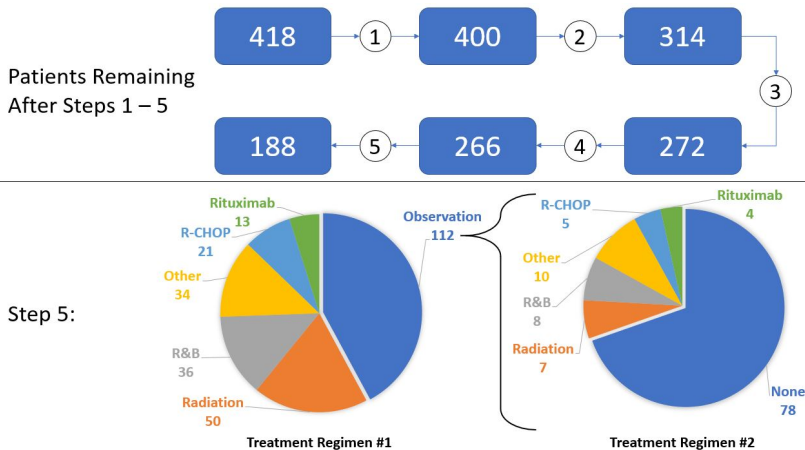 418
1
400
2
314
Patients Remaining
After Steps 1 – 5
3
188
5
266
4
272
Step 5:
Rituximab
13
R-CHOP
21
Other
34
R&B
36
Radiation
50
Observation
112
Treatment Regimen #1
Rituximab
4
R-CHOP
5
Other
10
R&B
8
Radiation
7
None
78
Treatment Regimen #2